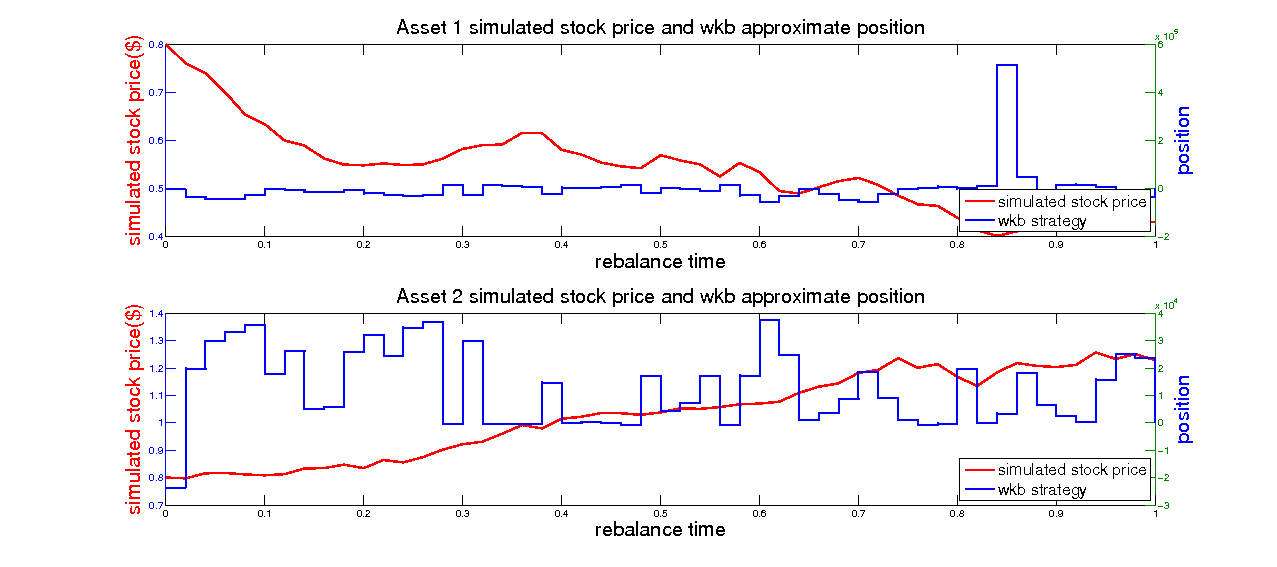 Asset 1 simulated stock price and wkb approximate position
x 10^5
simulated stock price($)
0.8
0.7
0.6
0.5
0.4
6
4
2
0
-2
position
simulated stock price
wkb strategy
0 0.1 0.2 0.3 0.4 0.5 0.6 0.7 0.8 0.9 1
rebalance time
Asset 2 simulated stock price and wkb approximate position
x 10^4
simulated stock price($)
1.4
1.3
1.2
1.1
1
0.9
0.8
0.7
4
3
2
1
0
-1
-2
-3
position
simulated stock price
wkb strategy
0 0.1 0.2 0.3 0.4 0.5 0.6 0.7 0.8 0.9 1
rebalance time